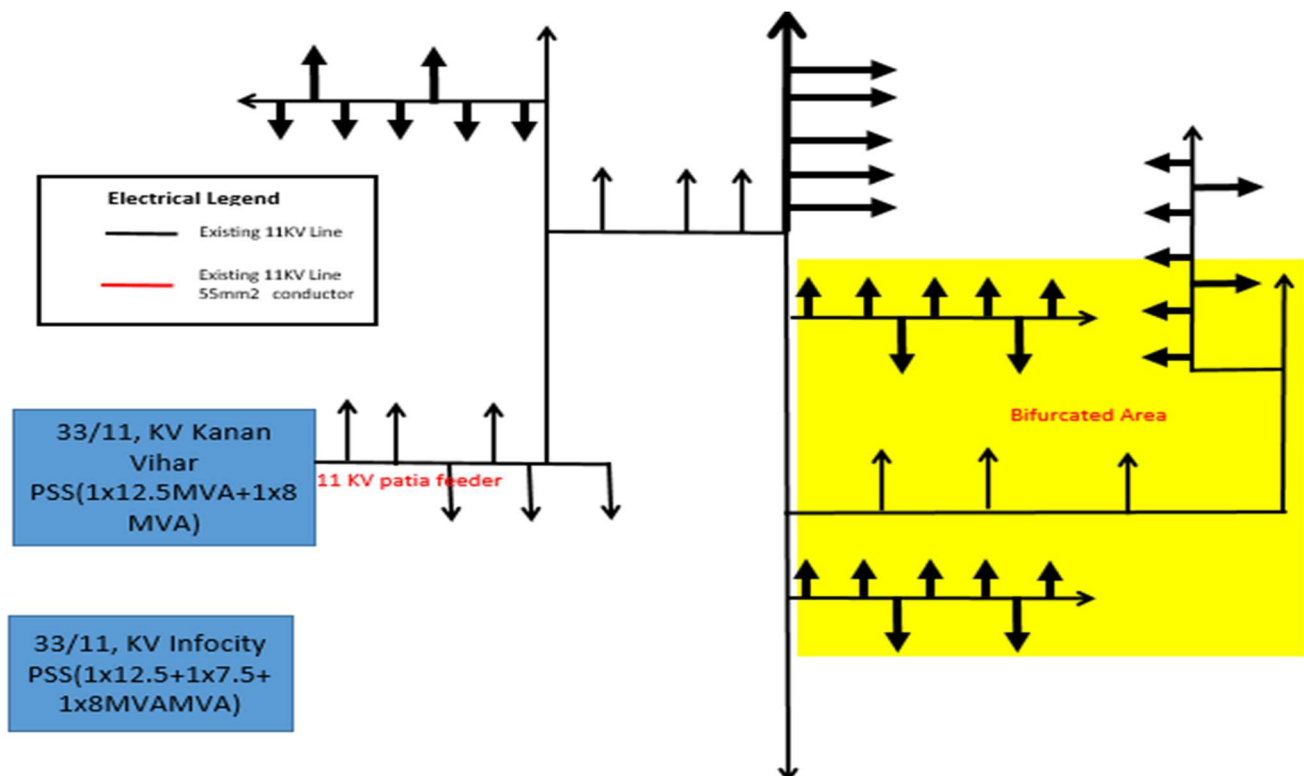 Electrical Legend
Existing 11KV Line
Existing 11KV Line
55mm2 conductor
Bifurcated Area
33/11, KV Kanan
Vihar
PSS(1x12.5MVA+1x8
MVA)
11 KV patia feeder
33/11, KV Infocity
PSS(1x12.5+1x7.5+
1x8MVAMVA)